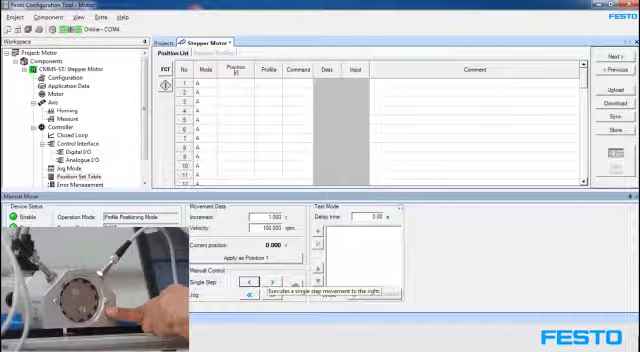 Festo Configuration Tool - Motser
Project Component View Extra Help
FESTO
Online - COM4
Workspace
Project: Motor
Components
CMMS-ST: Stepper Motor
Configuration
Application Data
Motor
Axis
Homing
Measure
Controller
Closed Loop
Control Interface
Digital I/O
Analogue I/O
Jog Mode
Position Set Table
Error Management
Projects Stepper Motor *
Position List Position Profiles
FCT No Mode Position Profile Command Dest. Input Comment
1 A
2 A
3 A
4 A
5 A
6 A
7 A
8 A
9 A
10 A
11 A
12 A
Next >
< Previous
Upload
Download
Sync
Store
Manual Move
Device Status
Enable
Operation Mode: Profile Positioning Mode
Movement Data
Increment: 1.000 r
Velocity: 100.000 rpm
Current position: 0.000 r
Apply as Position 1
Manual Control
Single Step < >
Executes a single step movement to the right.
Jog: << >>
Test Mode
Delay time: 0.00 s
FESTO